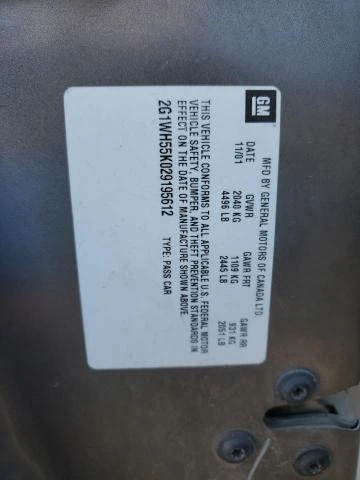 GM
MFD BY GENERAL MOTORS OF CANADA LTD.
DATE GVWR GAWR FRT GAWR RR
11/01 2040 KG 1109 KG 931 KG
4496 LB 2445 LB 2051 LB
THIS VEHICLE CONFORMS TO ALL APPLICABLE U.S. FEDERAL MOTOR
VEHICLE SAFETY, BUMPER, AND THEFT PREVENTION STANDARDS IN
EFFECT ON THE DATE OF MANUFACTURE SHOWN ABOVE.
2G1WH55K029195612 TYPE: PASS CAR